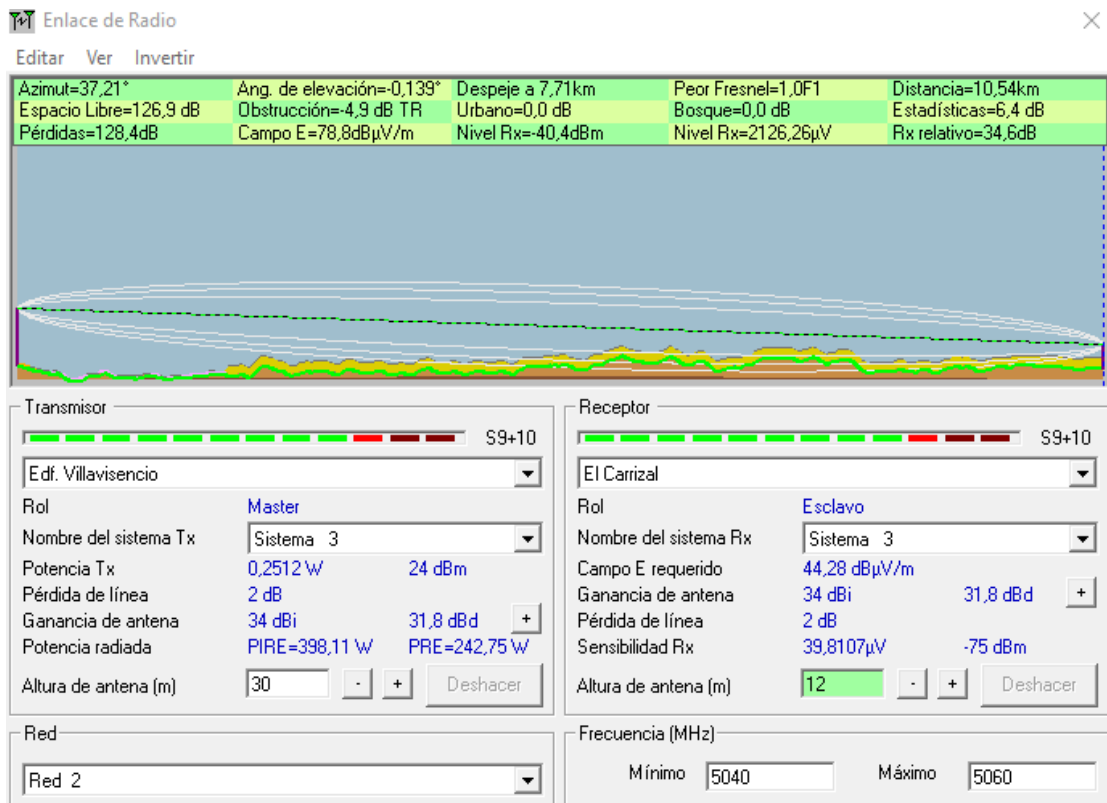 Enlace de Radio
Editar Ver Invertir
Azimut=37,21° Ang. de elevación=-0,139° Despeje a 7,71km Peor Fresnel=1,0F1 Distancia=10,54km
Espacio Libre=126,9 dB Obstrucción=-4,9 dB TR Urbano=0,0 dB Bosque=0,0 dB Estadísticas=6,4 dB
Pérdidas=128,4dB Campo E=78,8dBµV/m Nivel Rx=-40,4dBm Nivel Rx=2126,26µV Rx relativo=34,6dB
Transmisor
S9+10
Edf. Villavisencio
Rol Master
Nombre del sistema Tx Sistema 3
Potencia Tx 0,2512 W 24 dBm
Pérdida de línea 2 dB
Ganancia de antena 34 dBi 31,8 dBd +
Potencia radiada PIRE=398,11 W PRE=242,75 W
Altura de antena (m) 30 - + Deshacer
Receptor
S9+10
El Carrizal
Rol Esclavo
Nombre del sistema Rx Sistema 3
Campo E requerido 44,28 dBµV/m
Ganancia de antena 34 dBi 31,8 dBd +
Pérdida de línea 2 dB
Sensibilidad Rx 39,8107µV -75 dBm
Altura de antena (m) 12 - + Deshacer
Red
Red 2
Frecuencia (MHz)
Mínimo 5040 Máximo 5060